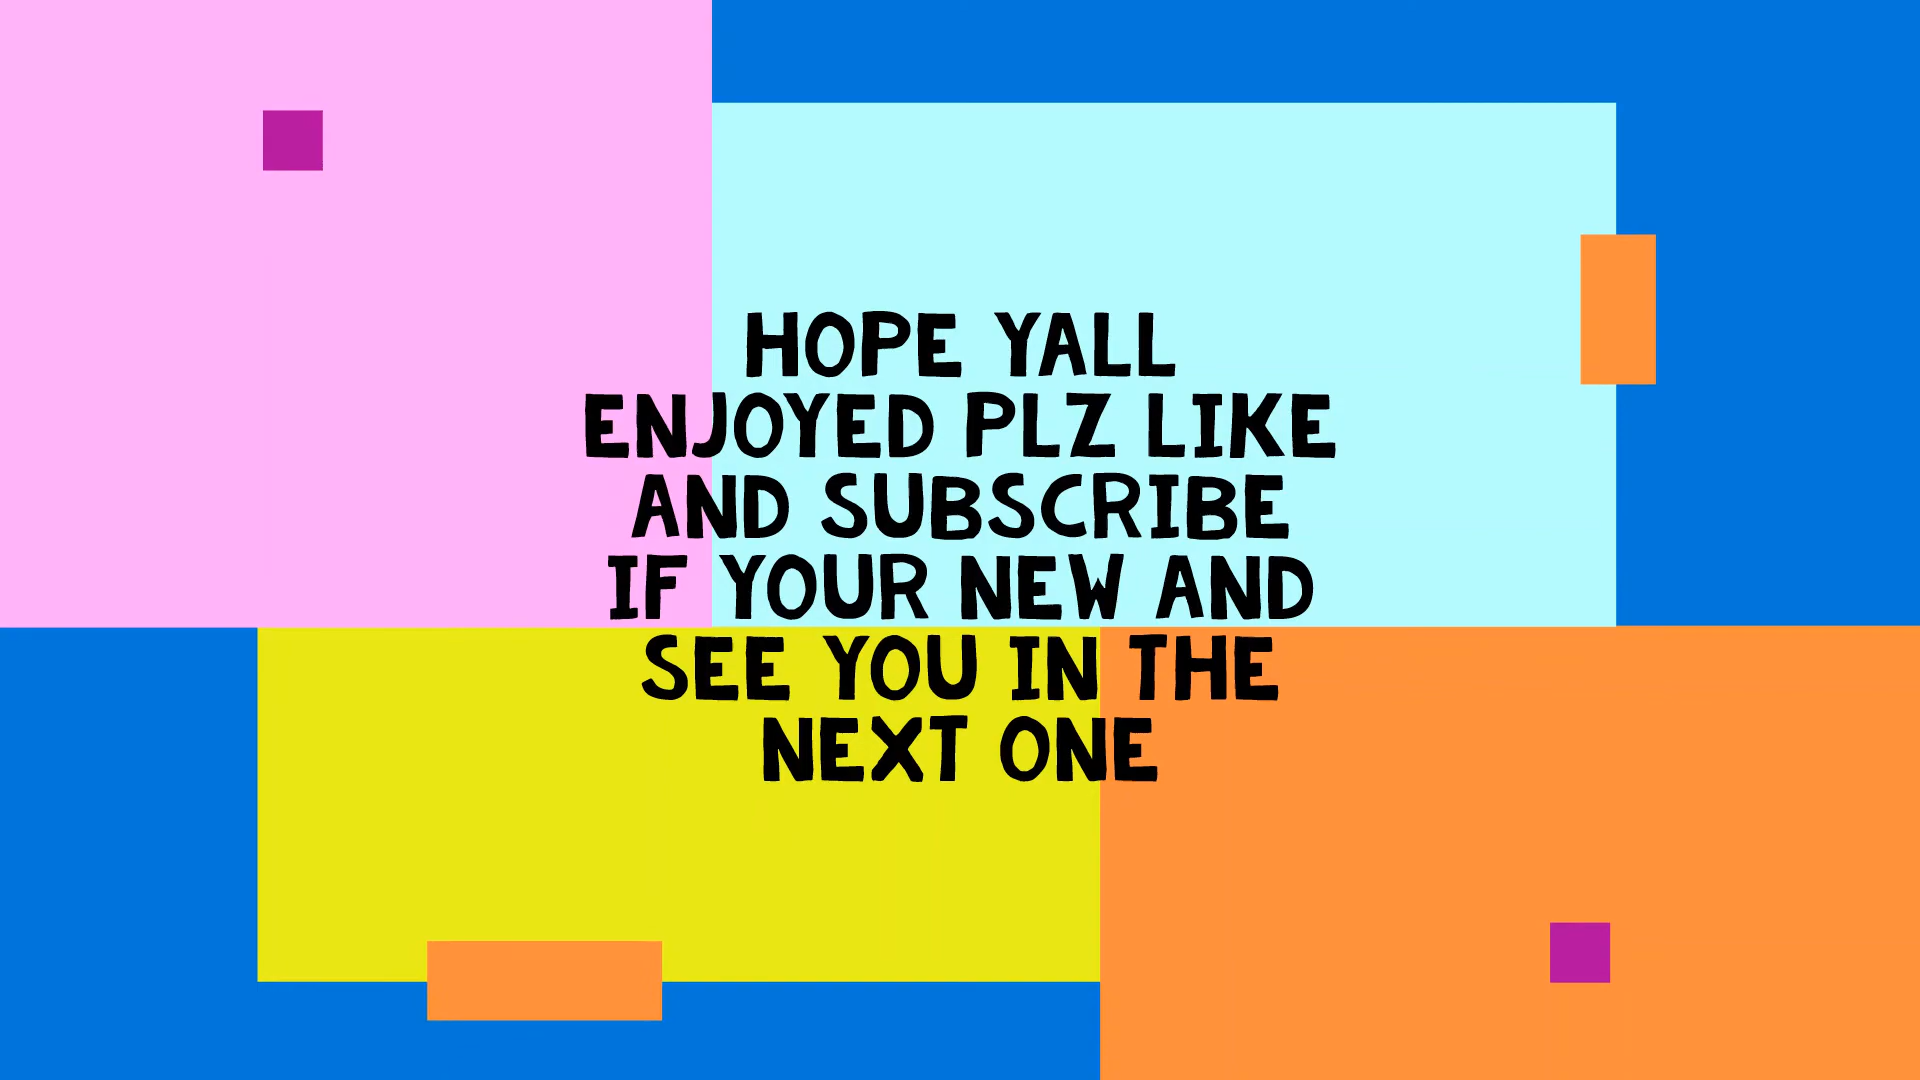 HOPE YALL
ENJOYED PLZ LIKE
AND SUBSCRIBE
IF YOUR NEW AND
SEE YOU IN THE
NEXT ONE